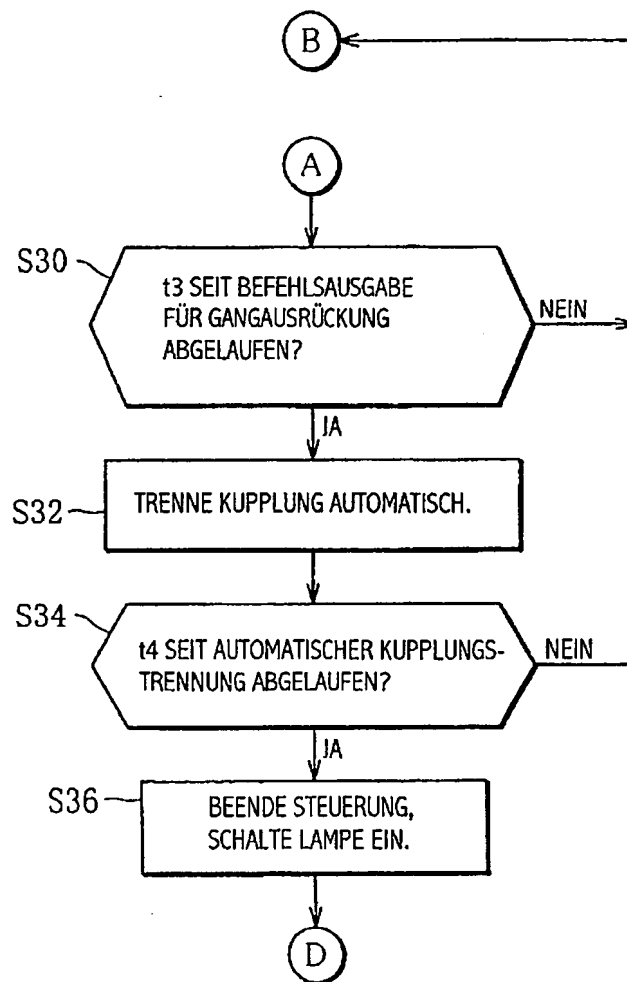 B
A
S30
t3 SEIT BEFEHLSAUSGABE
FÜR GANGAUSRÜCKUNG
ABGELAUFEN?
NEIN
JA
S32
TRENNE KUPPLUNG AUTOMATISCH.
S34
t4 SEIT AUTOMATISCHER KUPPLUNGS-
TRENNUNG ABGELAUFEN?
NEIN
JA
S36
BEENDE STEUERUNG,
SCHALTE LAMPE EIN.
D